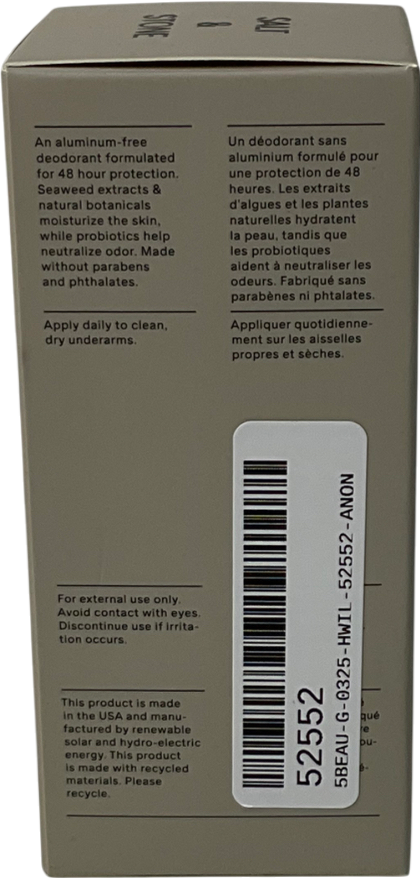 SALT
&
STONE
An aluminum-free
deodorant formulated
for 48 hour protection.
Seaweed extracts &
natural botanicals
moisturize the skin,
while probiotics help
neutralize odor. Made
without parabens
and phthalates.
Un déodorant sans
aluminium formulé pour
une protection de 48
heures. Les extraits
d'algues et les plantes
naturelles hydratent
la peau, tandis que
les probiotiques
aident à neutraliser les
odeurs. Fabriqué sans
parabènes ni phtalates.
Apply daily to clean,
dry underarms.
Appliquer quotidienne-
ment sur les aisselles
propres et sèches.
For external use only.
Avoid contact with eyes.
Discontinue use if irrita-
tion occurs.
This product is made
in the USA and manu-
factured by renewable
solar and hydro-electric
energy. This product
is made with recycled
materials. Please
recycle.
52552
5BEAU-G-0325-HWIL-52552-ANON